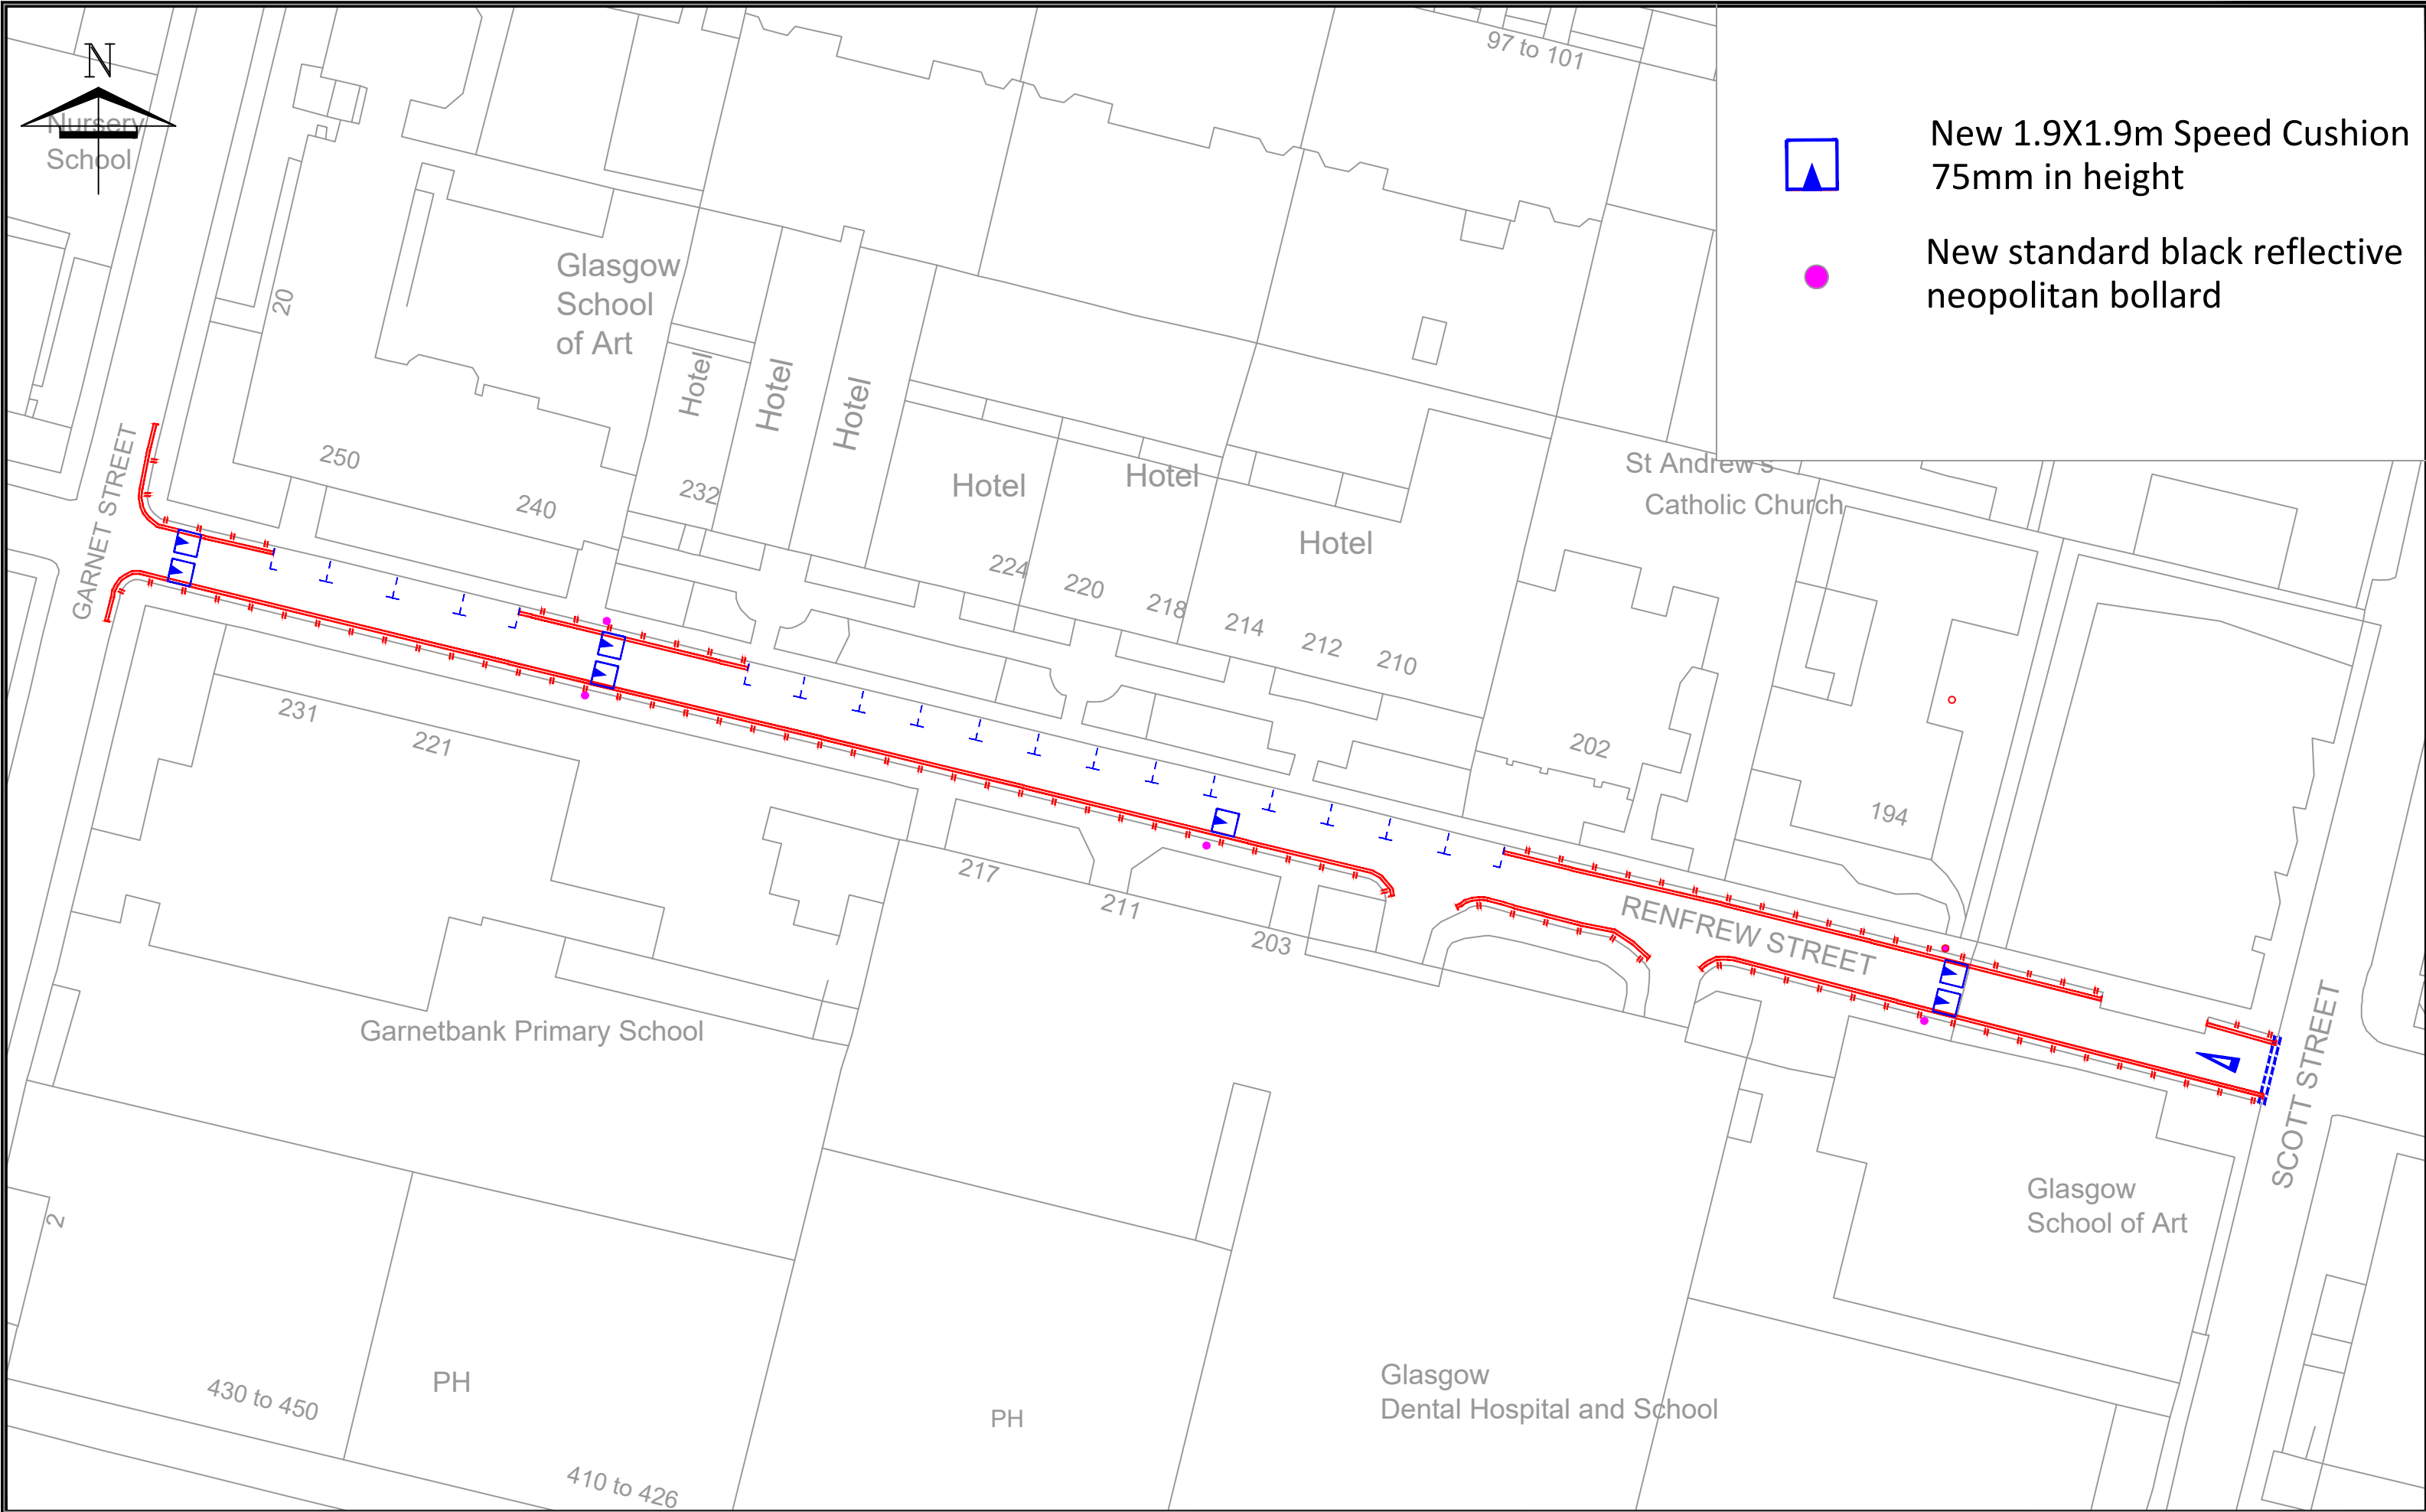 N
Nursery
School
97 to 101
New 1.9X1.9m Speed Cushion
75mm in height
New standard black reflective
neopolitan bollard
20
Glasgow
School
of Art
Hotel
Hotel
Hotel
GARNET STREET
250
240
232
Hotel
Hotel
Hotel
St Andrew's
Catholic Church
224
220
218
214
212
210
202
194
231
221
217
211
203
RENFREW STREET
SCOTT STREET
Garnetbank Primary School
Glasgow
School of Art
2
PH
430 to 450
PH
410 to 426
Glasgow
Dental Hospital and School